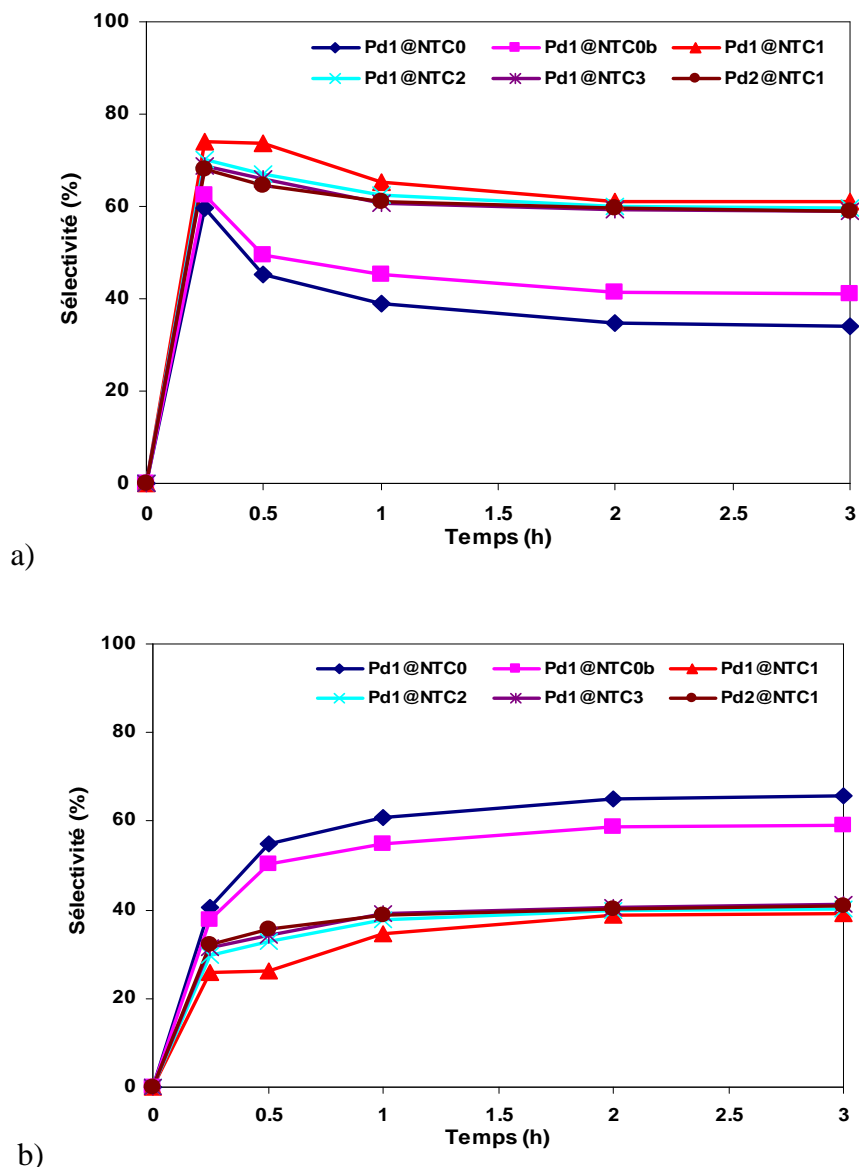 100
Pd1@NTC0 Pd1@NTC0b Pd1@NTC1
Pd1@NTC2 Pd1@NTC3 Pd2@NTC1
80
60
40
20
0
Sélectivité (%)
0 0.5 1 1.5 2 2.5 3
Temps (h)
a)
100
Pd1@NTC0 Pd1@NTC0b Pd1@NTC1
Pd1@NTC2 Pd1@NTC3 Pd2@NTC1
80
60
40
20
0
Sélectivité (%)
0 0.5 1 1.5 2 2.5 3
Temps (h)
b)